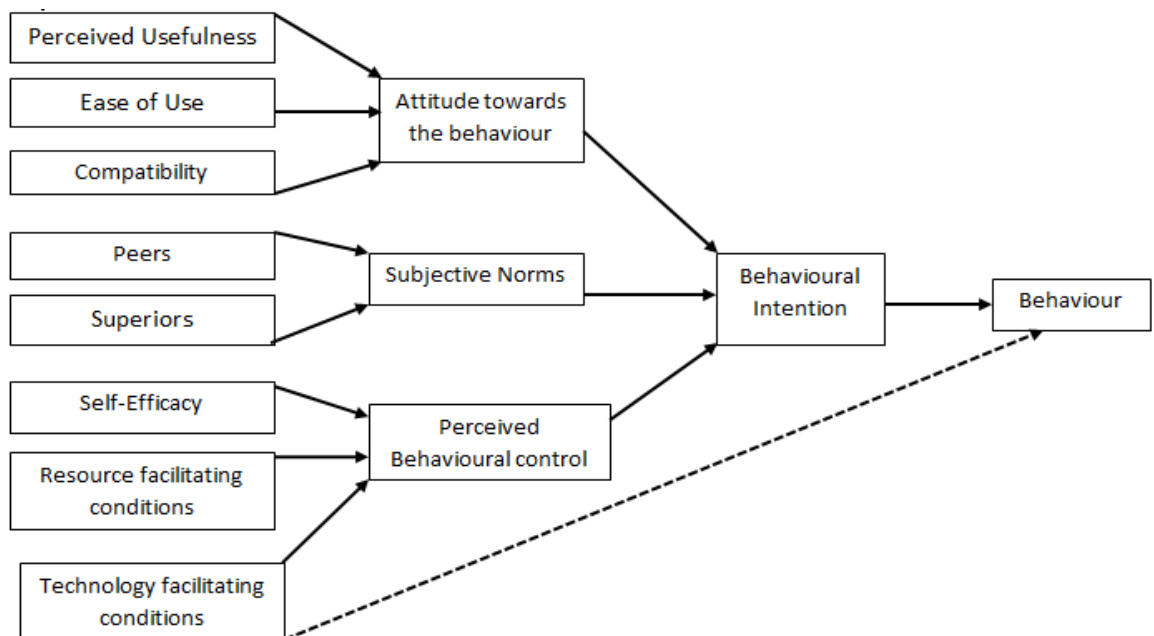 Perceived Usefulness
Ease of Use
Compatibility
Peers
Superiors
Self-Efficacy
Resource facilitating
conditions
Technology facilitating
conditions
Attitude towards
the behaviour
Subjective Norms
Perceived
Behavioural control
Behavioural
Intention
Behaviour